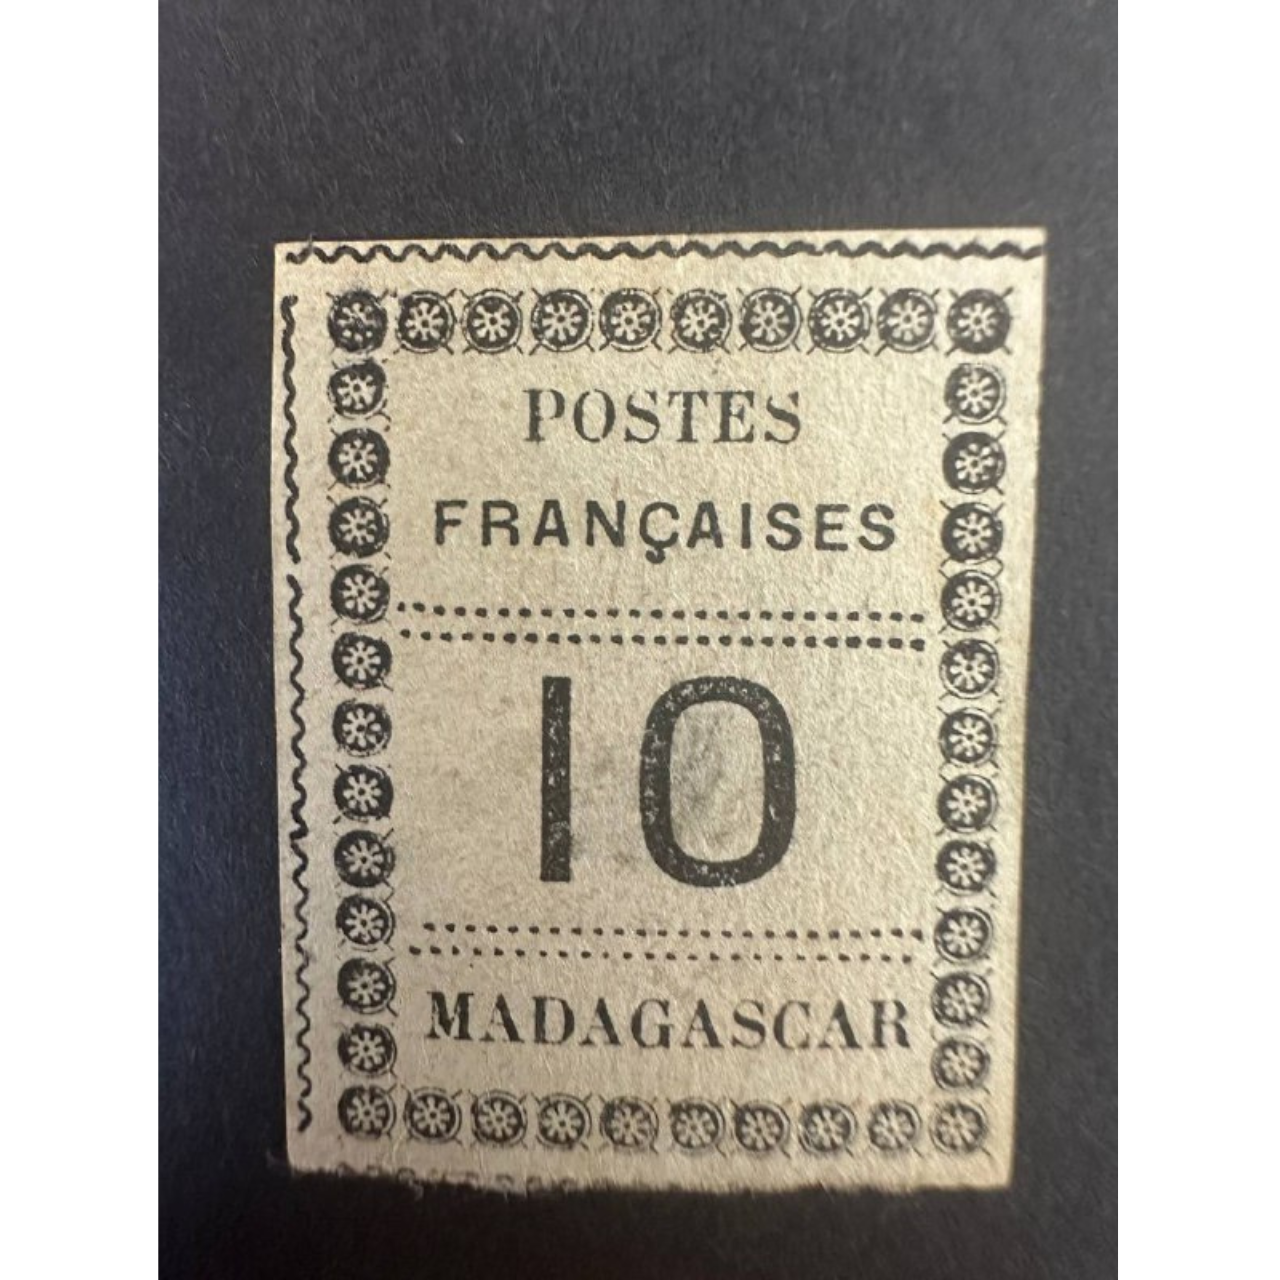 POSTES
FRANÇAISES
10
MADAGASCAR